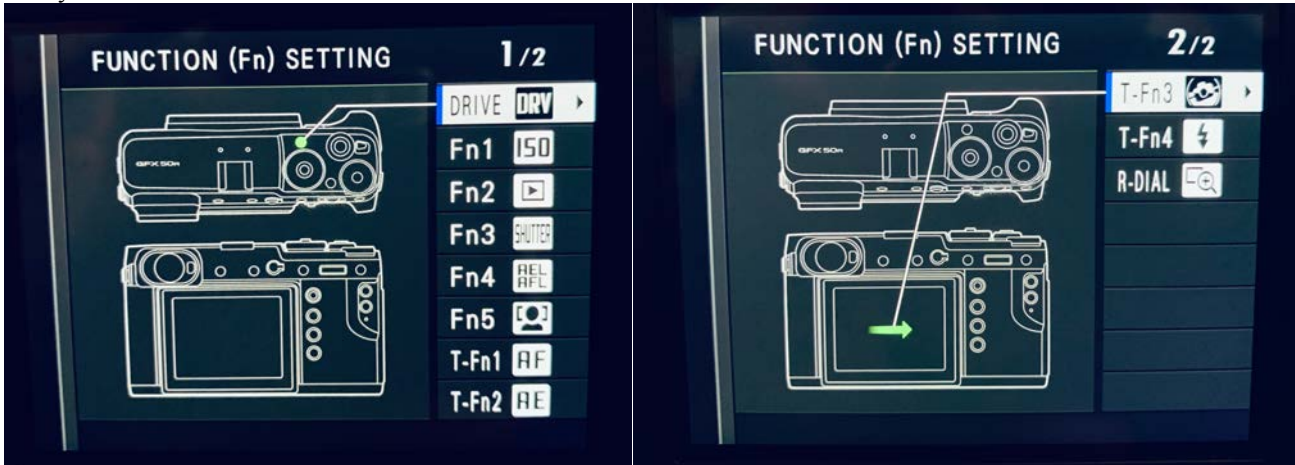 FUNCTION (Fn) SETTING 1/2
DRIVE DRV
Fn1 ISO
Fn2
Fn3 SHUTTER
Fn4 AEL AFL
Fn5
T-Fn1 AF
T-Fn2 AE
GFX 50R
FUNCTION (Fn) SETTING 2/2
T-Fn3
T-Fn4
R-DIAL
GFX 50R